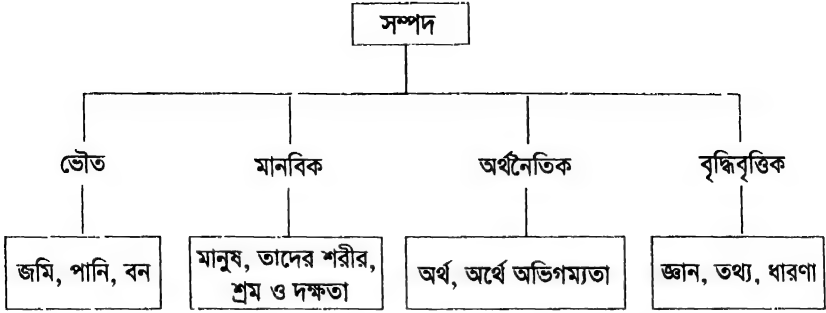 সম্পদ
ভৌত
মানবিক
অর্থনৈতিক
বৃদ্ধিবৃত্তিক
জমি, পানি, বন
মানুষ, তাদের শরীর,
শ্রম ও দক্ষতা
অর্থ, অর্থে অভিগম্যতা
জ্ঞান, তথ্য, ধারণা